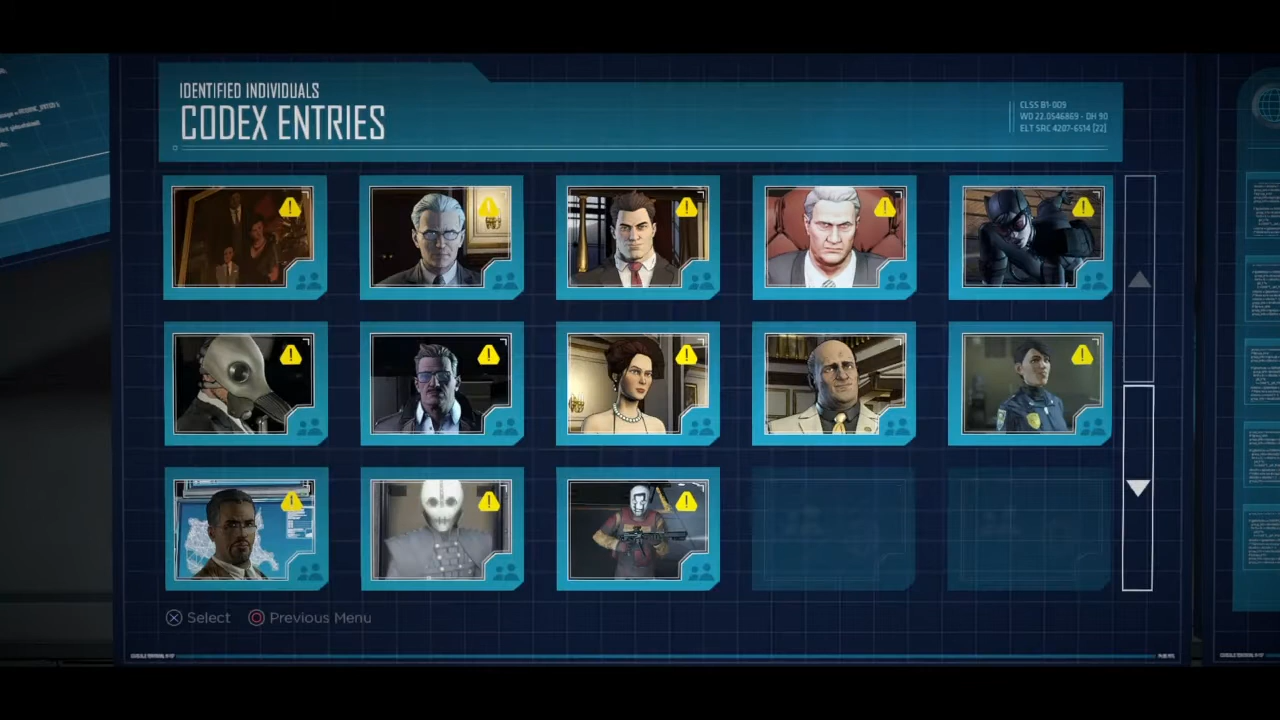 IDENTIFIED INDIVIDUALS
CODEX ENTRIES
CLSS B1-009
WD 22.0546869 - DH 90
ELT SRC 4207-6514 [22]
Select
Previous Menu